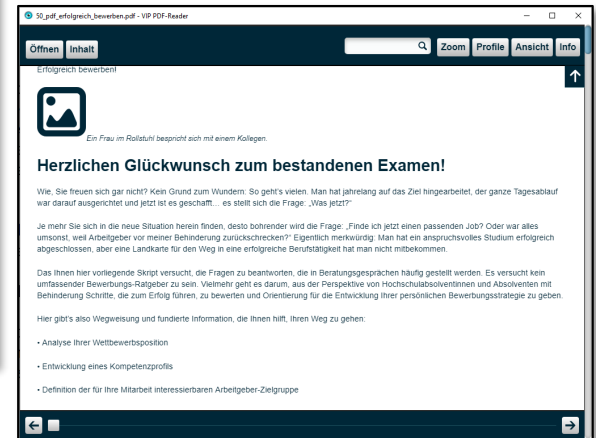 50_pdf_erfolgreich_bewerben.pdf - VIP PDF-Reader
Öffnen Inhalt Zoom Profile Ansicht Info
Erfolgreich bewerben!
Ein Frau im Rollstuhl bespricht sich mit einem Kollegen.
Herzlichen Glückwunsch zum bestandenen Examen!
Wie, Sie freuen sich gar nicht? Kein Grund zum Wundern: So geht's vielen. Man hat jahrelang auf das Ziel hingearbeitet, der ganze Tagesablauf
war darauf ausgerichtet und jetzt ist es geschafft… es stellt sich die Frage: „Was jetzt?"
Je mehr Sie sich in die neue Situation herein finden, desto bohrender wird die Frage: „Finde ich jetzt einen passenden Job? Oder war alles
umsonst, weil Arbeitgeber vor meiner Behinderung zurückschrecken?" Eigentlich merkwürdig: Man hat ein anspruchsvolles Studium erfolgreich
abgeschlossen, aber eine Landkarte für den Weg in eine erfolgreiche Berufstätigkeit hat man nicht mitbekommen.
Das Ihnen hier vorliegende Skript versucht, die Fragen zu beantworten, die in Beratungsgesprächen häufig gestellt werden. Es versucht kein
umfassender Bewerbungs-Ratgeber zu sein. Vielmehr geht es darum, aus der Perspektive von Hochschulabsolventinnen und Absolventen mit
Behinderung Schritte, die zum Erfolg führen, zu bewerten und Orientierung für die Entwicklung Ihrer persönlichen Bewerbungsstrategie zu geben.
Hier gibt's also Wegweisung und fundierte Information, die Ihnen hilft, Ihren Weg zu gehen:
• Analyse Ihrer Wettbewerbsposition
• Entwicklung eines Kompetenzprofils
• Definition der für Ihre Mitarbeit interessierbaren Arbeitgeber-Zielgruppe